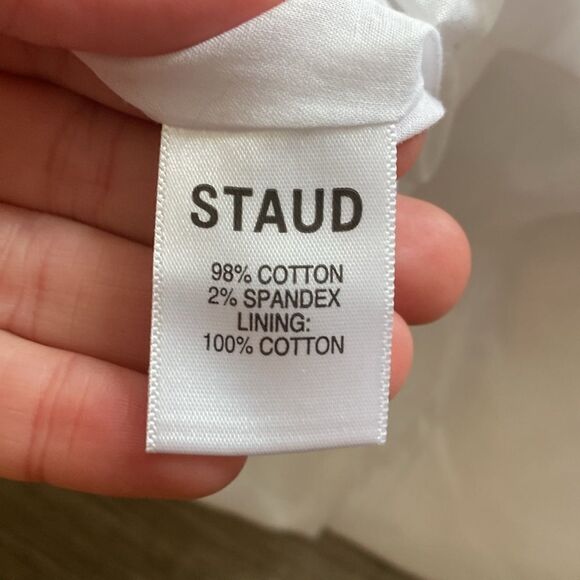 STAUD
98% COTTON
2% SPANDEX
LINING:
100% COTTON